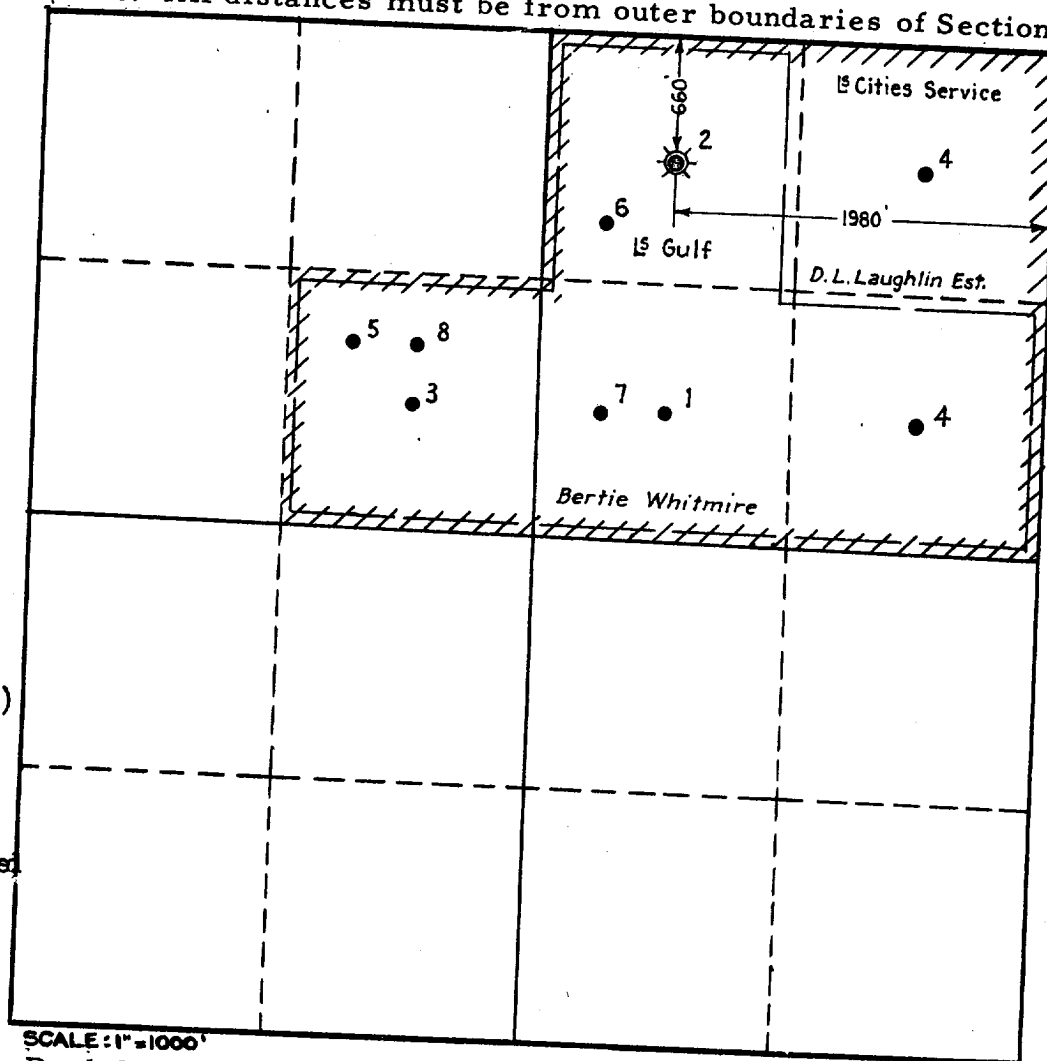 All distances must be from outer boundaries of Section
Ls Cities Service
660'
2
4
6
1980'
Ls Gulf
D.L. Laughlin Est.
5
8
3
7
1
4
Bertie Whitmire
)
SCALE: 1"=1000'